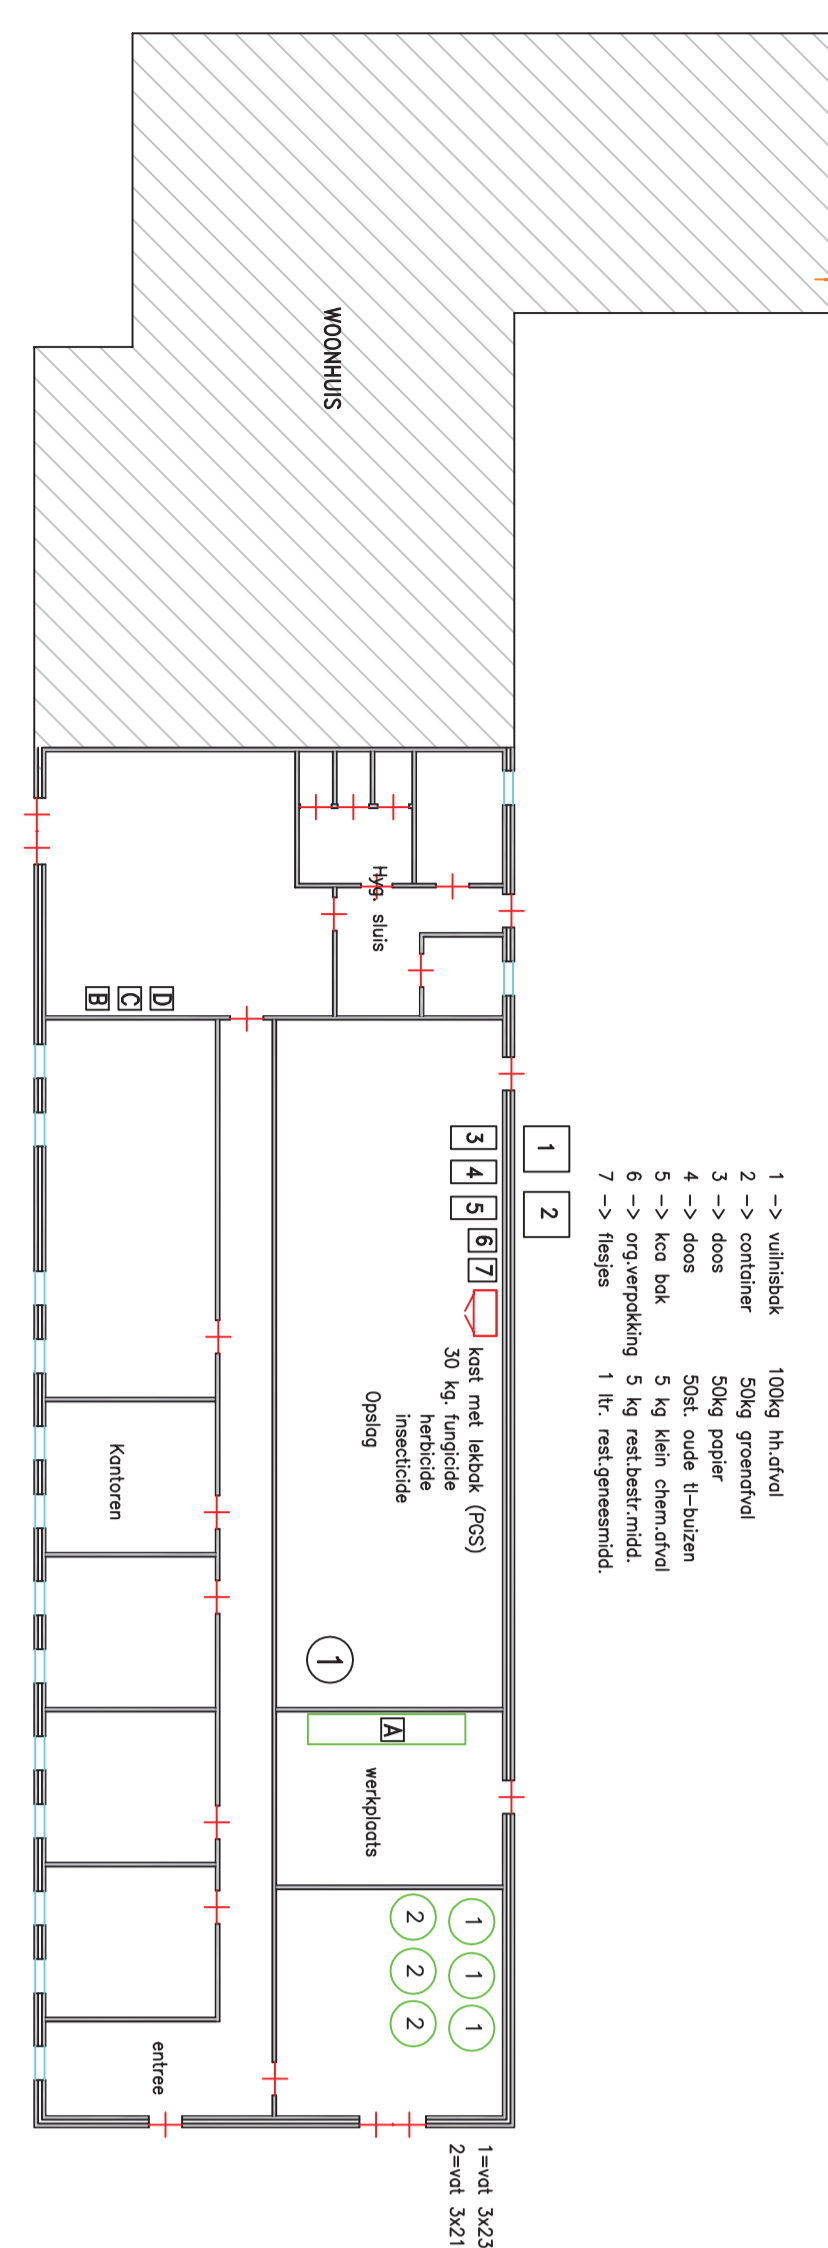 WOONHUIS
Hyg. sluis
D
C
B
1
2
1 -> vuilnisbak 100kg hh.afval
2 -> container 50kg groenafval
3 -> doos 50kg papier
4 -> doos 50st. oude tl-buizen
5 -> kca bak 5 kg klein chem.afval
6 -> org.verpakking 5 kg rest.bestr.midd.
7 -> flesjes 1 ltr. rest.geneesmidd.
3
4
5
6
7
kast met lekbak (PGS)
30 kg. fungicide
herbicide
insecticide
Opslag
Kantoren
1
A
werkplaats
1 1 1
2 2 2
entree
1=vat 3x23
2=vat 3x21